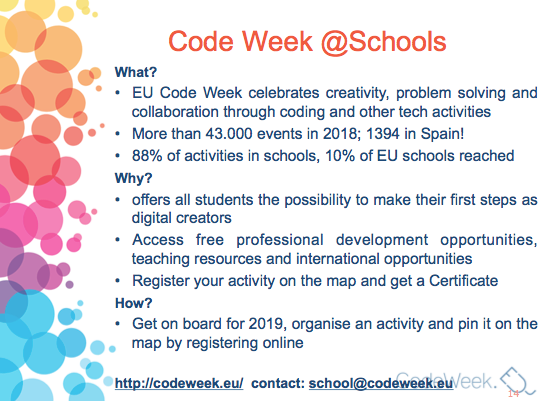 Code Week @Schools
What?
• EU Code Week celebrates creativity, problem solving and
collaboration through coding and other tech activities
• More than 43.000 events in 2018; 1394 in Spain!
• 88% of activities in schools, 10% of EU schools reached
Why?
• offers all students the possibility to make their first steps as
digital creators
• Access free professional development opportunities,
teaching resources and international opportunities
• Register your activity on the map and get a Certificate
How?
• Get on board for 2019, organise an activity and pin it on the
map by registering online
http://codeweek.eu/ contact: school@codeweek.eu
CodeWeek.
14